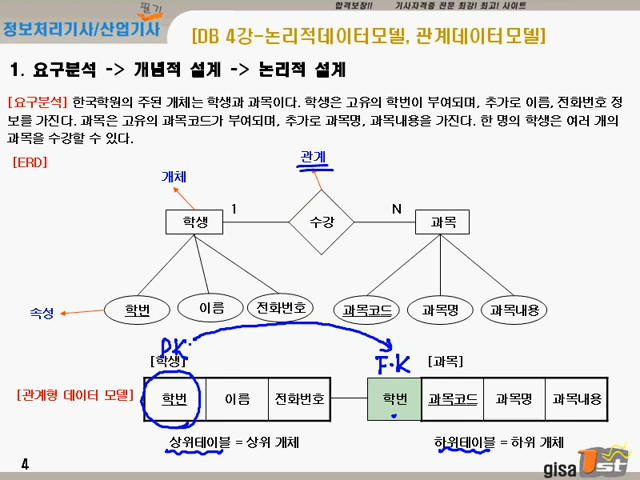 합격보장!! 기사자격증 전문 최강! 최고! 사이트
필기
정보처리기사/산업기사
[DB 4강-논리적데이터모델, 관계데이터모델]
1. 요구분석 -> 개념적 설계 -> 논리적 설계
[요구분석] 한국학원의 주된 개체는 학생과 과목이다. 학생은 고유의 학번이 부여되며, 추가로 이름, 전화번호 정
보를 가진다. 과목은 고유의 과목코드가 부여되며, 추가로 과목명, 과목내용을 가진다. 한 명의 학생은 여러 개의
과목을 수강할 수 있다.
[ERD]
관계
개체
학생 1 수강 N 과목
속성 학번 이름 전화번호 과목코드 과목명 과목내용
PK F.K
[학생] [과목]
[관계형 데이터 모델] 학번 이름 전화번호 학번 과목코드 과목명 과목내용
상위테이블 = 상위 개체 하위테이블 = 하위 개체
4
gisa 1st